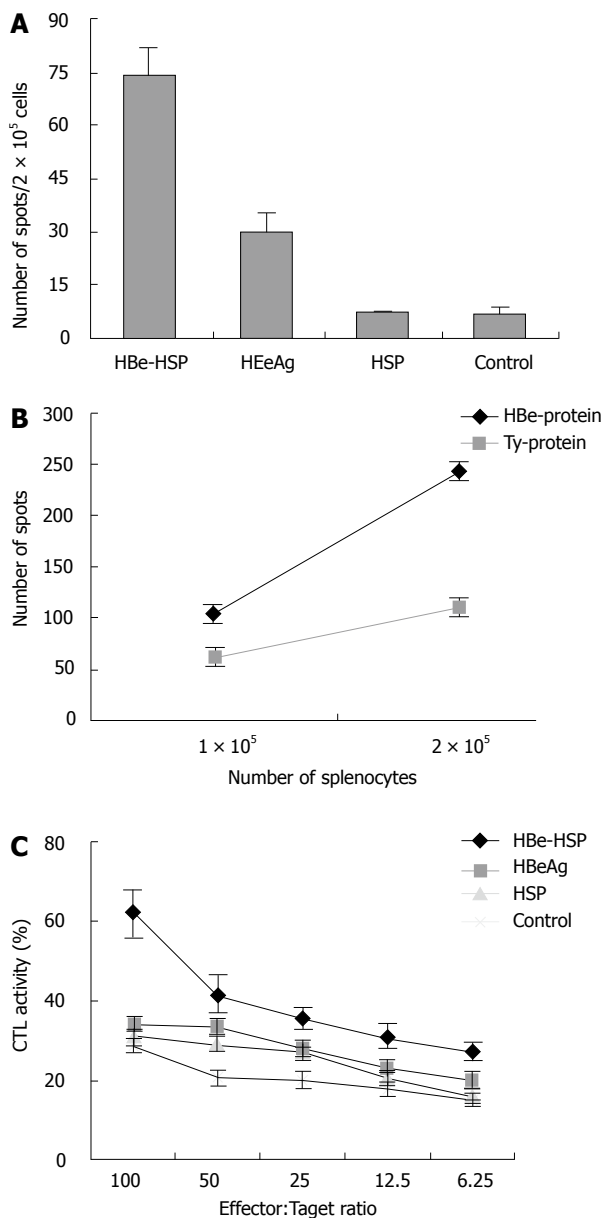 A
Number of spots/2 × 10⁵ cells
90
75
60
45
30
15
0
HBe-HSP
HEeAg
HSP
Control
B
Number of spots
300
250
200
150
100
50
0
HBe-protein
Ty-protein
1 × 10⁵
2 × 10⁵
Number of splenocytes
C
CTL activity (%)
80
60
40
20
0
HBe-HSP
HBeAg
HSP
Control
100
50
25
12.5
6.25
Effector:Taget ratio